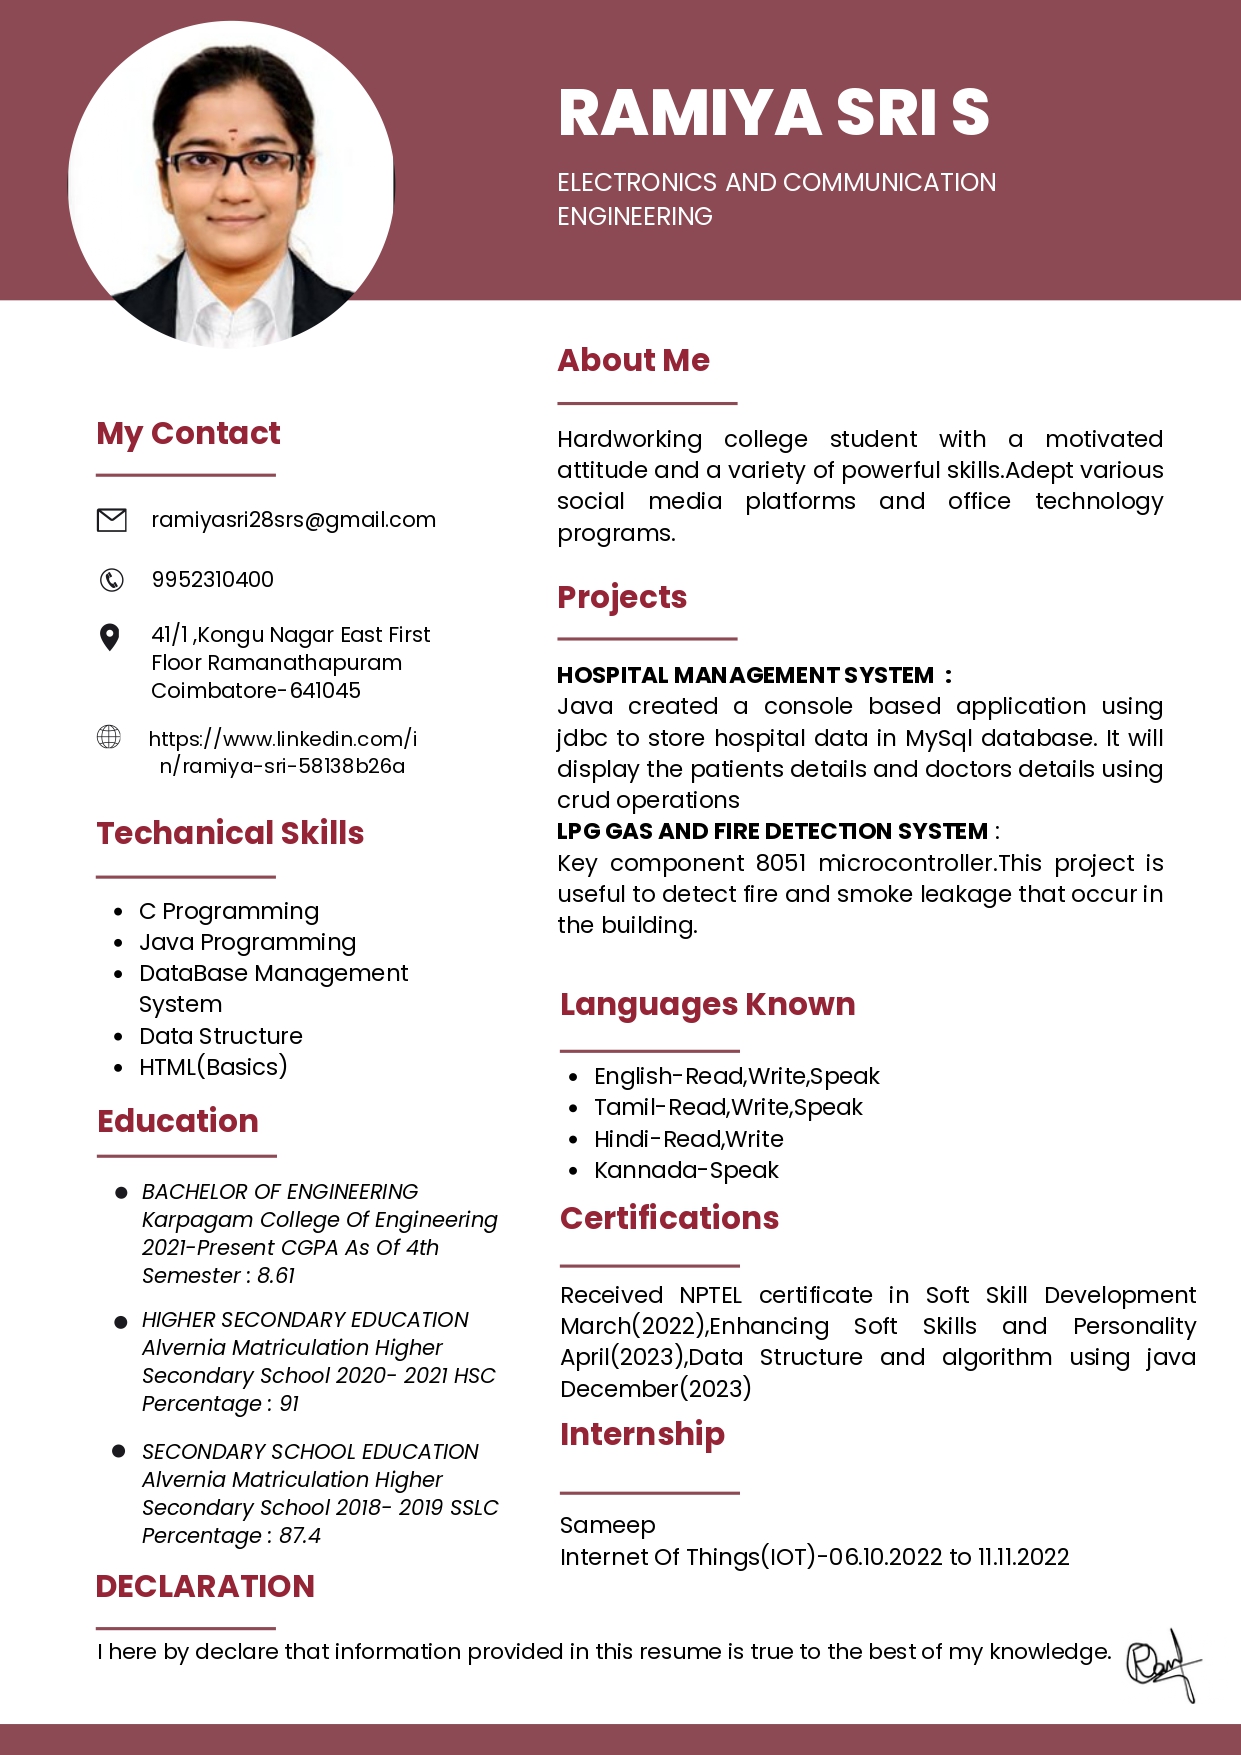 RAMIYA SRI S
ELECTRONICS AND COMMUNICATION
ENGINEERING
My Contact
ramiyasri28srs@gmail.com
9952310400
41/1 ,Kongu Nagar East First
Floor Ramanathapuram
Coimbatore-641045
https://www.linkedin.com/i
n/ramiya-sri-58138b26a
Techanical Skills
• C Programming
• Java Programming
• DataBase Management
System
• Data Structure
• HTML(Basics)
Education
• BACHELOR OF ENGINEERING
Karpagam College Of Engineering
2021-Present CGPA As Of 4th
Semester : 8.61
• HIGHER SECONDARY EDUCATION
Alvernia Matriculation Higher
Secondary School 2020- 2021 HSC
Percentage : 91
• SECONDARY SCHOOL EDUCATION
Alvernia Matriculation Higher
Secondary School 2018- 2019 SSLC
Percentage : 87.4
About Me
Hardworking college student with a motivated
attitude and a variety of powerful skills.Adept various
social media platforms and office technology
programs.
Projects
HOSPITAL MANAGEMENT SYSTEM :
Java created a console based application using
jdbc to store hospital data in MySql database. It will
display the patients details and doctors details using
crud operations
LPG GAS AND FIRE DETECTION SYSTEM :
Key component 8051 microcontroller.This project is
useful to detect fire and smoke leakage that occur in
the building.
Languages Known
• English-Read,Write,Speak
• Tamil-Read,Write,Speak
• Hindi-Read,Write
• Kannada-Speak
Certifications
Received NPTEL certificate in Soft Skill Development
March(2022),Enhancing Soft Skills and Personality
April(2023),Data Structure and algorithm using java
December(2023)
Internship
Sameep
Internet Of Things(IOT)-06.10.2022 to 11.11.2022
DECLARATION
I here by declare that information provided in this resume is true to the best of my knowledge.